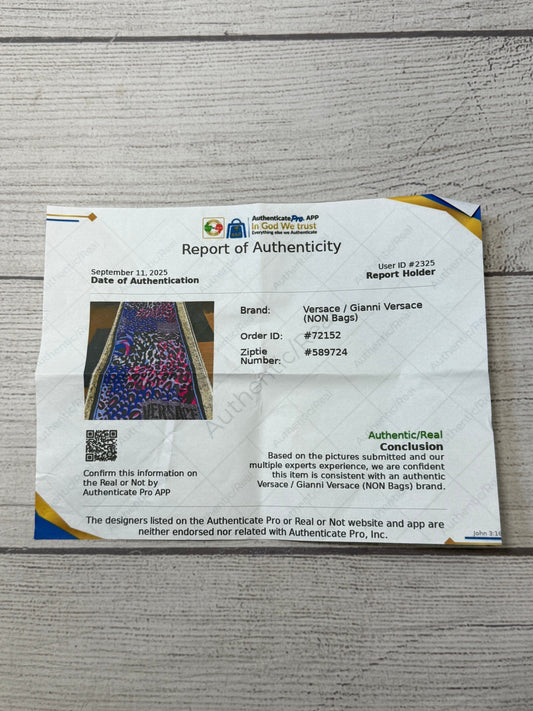 AuthenticatePro. APP
In God We trust
Everything else we Authenticate
Report of Authenticity
September 11, 2025
Date of Authentication
User ID #2325
Report Holder
Brand: Versace / Gianni Versace
(NON Bags)
Order ID: #72152
Ziptie
Number: #589724
VERSACE
Authentic/Real
Authentic/Real
Conclusion
Based on the pictures submitted and our
multiple experts experience, we are confident
this item is consistent with an authentic
Versace / Gianni Versace (NON Bags) brand.
Confirm this information on
the Real or Not by
Authenticate Pro APP
The designers listed on the Authenticate Pro or Real or Not website and app are
neither endorsed nor related with Authenticate Pro, Inc.
John 3:16